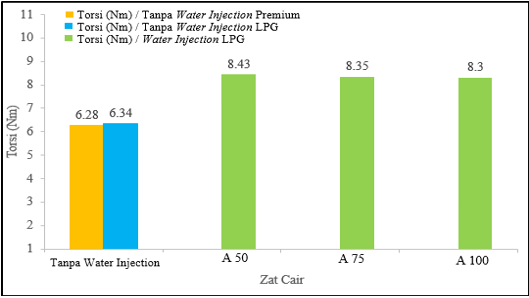 11
10
9
8
7
6
5
4
3
2
1
Torsi (Nm)
Torsi (Nm) / Tanpa Water Injection Premium
Torsi (Nm) / Tanpa Water Injection LPG
Torsi (Nm) / Water Injection LPG
6.28
6.34
8.43
8.35
8.3
Tanpa Water Injection
A 50
A 75
A 100
Zat Cair